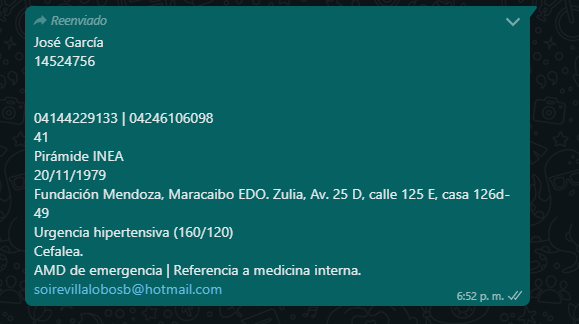 Reenviado
José García
14524756
04144229133 | 04246106098
41
Pirámide INEA
20/11/1979
Fundación Mendoza, Maracaibo EDO. Zulia, Av. 25 D, calle 125 E, casa 126d-
49
Urgencia hipertensiva (160/120)
Cefalea.
AMD de emergencia | Referencia a medicina interna.
soirevillalobosb@hotmail.com
6:52 p. m.